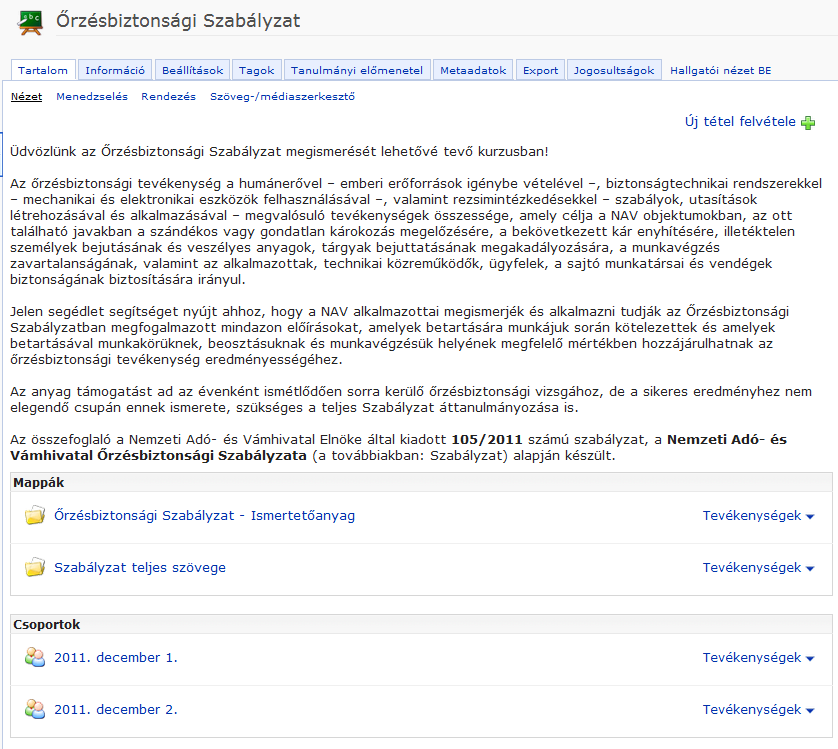 Őrzésbiztonsági Szabályzat
Tartalom Információ Beállítások Tagok Tanulmányi előmenetel Metaadatok Export Jogosultságok Hallgatói nézet BE
Nézet Menedzselés Rendezés Szöveg-/médiaszerkesztő
Új tétel felvétele
Üdvözlünk az Őrzésbiztonsági Szabályzat megismerését lehetővé tevő kurzusban!
Az őrzésbiztonsági tevékenység a humánerővel – emberi erőforrások igénybe vételével –, biztonságtechnikai rendszerekkel
– mechanikai és elektronikai eszközök felhasználásával –, valamint rezsimintézkedésekkel – szabályok, utasítások
létrehozásával és alkalmazásával – megvalósuló tevékenységek összessége, amely célja a NAV objektumokban, az ott
található javakban a szándékos vagy gondatlan károkozás megelőzésére, a bekövetkezett kár enyhítésére, illetéktelen
személyek bejutásának és veszélyes anyagok, tárgyak bejuttatásának megakadályozására, a munkavégzés
zavartalanságának, valamint az alkalmazottak, technikai közreműködők, ügyfelek, a sajtó munkatársai és vendégek
biztonságának biztosítására irányul.
Jelen segédlet segítséget nyújt ahhoz, hogy a NAV alkalmazottai megismerjék és alkalmazni tudják az Őrzésbiztonsági
Szabályzatban megfogalmazott mindazon előírásokat, amelyek betartására munkájuk során kötelezettek és amelyek
betartásával munkakörüknek, beosztásuknak és munkavégzésük helyének megfelelő mértékben hozzájárulhatnak az
őrzésbiztonsági tevékenység eredményességéhez.
Az anyag támogatást ad az évenként ismétlődően sorra kerülő őrzésbiztonsági vizsgához, de a sikeres eredményhez nem
elegendő csupán ennek ismerete, szükséges a teljes Szabályzat áttanulmányozása is.
Az összefoglaló a Nemzeti Adó- és Vámhivatal Elnöke által kiadott 105/2011 számú szabályzat, a Nemzeti Adó- és
Vámhivatal Őrzésbiztonsági Szabályzata (a továbbiakban: Szabályzat) alapján készült.
Mappák
Őrzésbiztonsági Szabályzat - Ismertetőanyag Tevékenységek
Szabályzat teljes szövege Tevékenységek
Csoportok
2011. december 1. Tevékenységek
2011. december 2. Tevékenységek